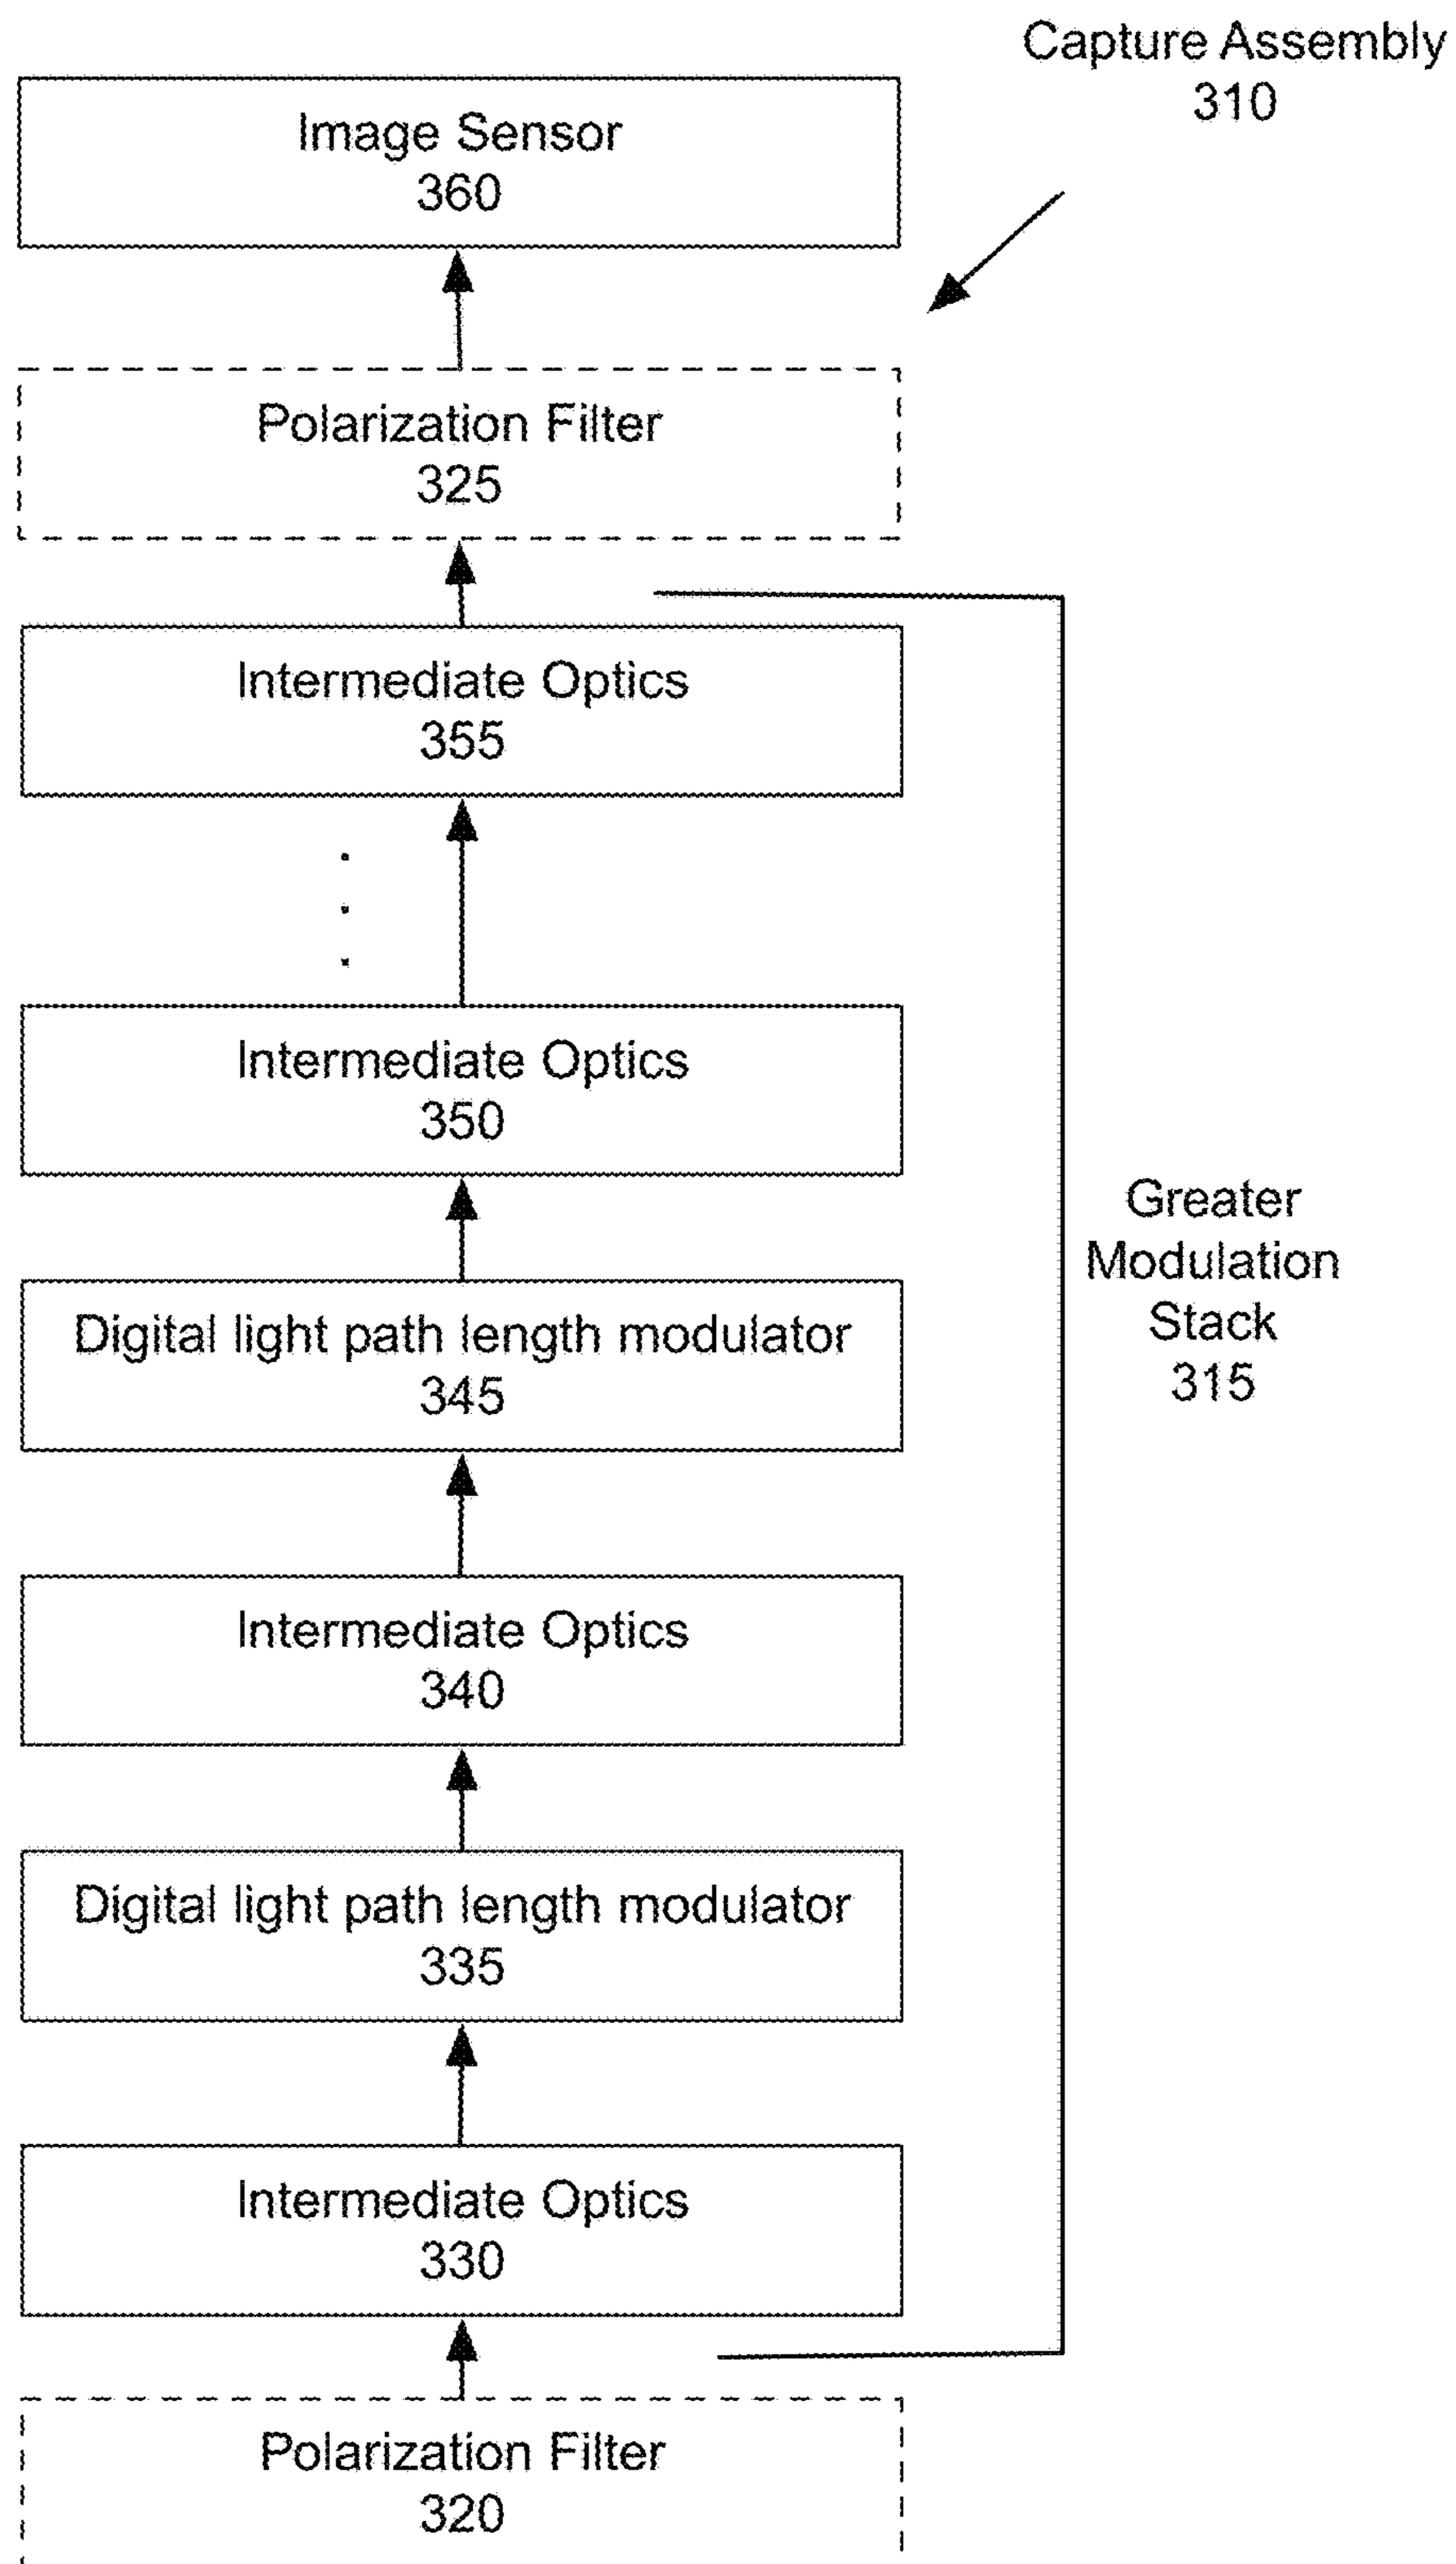 Capture Assembly
310
Image Sensor
360
Polarization Filter
325
Intermediate Optics
355
Intermediate Optics
350
Greater
Modulation
Stack
315
Digital light path length modulator
345
Intermediate Optics
340
Digital light path length modulator
335
Intermediate Optics
330
Polarization Filter
320